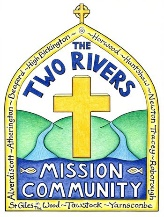 Alverdiscott ~ Atherington ~ Deaford ~ High Bickington ~ Horwood ~ Huntshaw ~ Newton Tracey ~ Roborough
THE
TWO RIVERS
MISSION
COMMUNITY
St Giles in the Wood ~ Tawstock ~ Yarnscombe